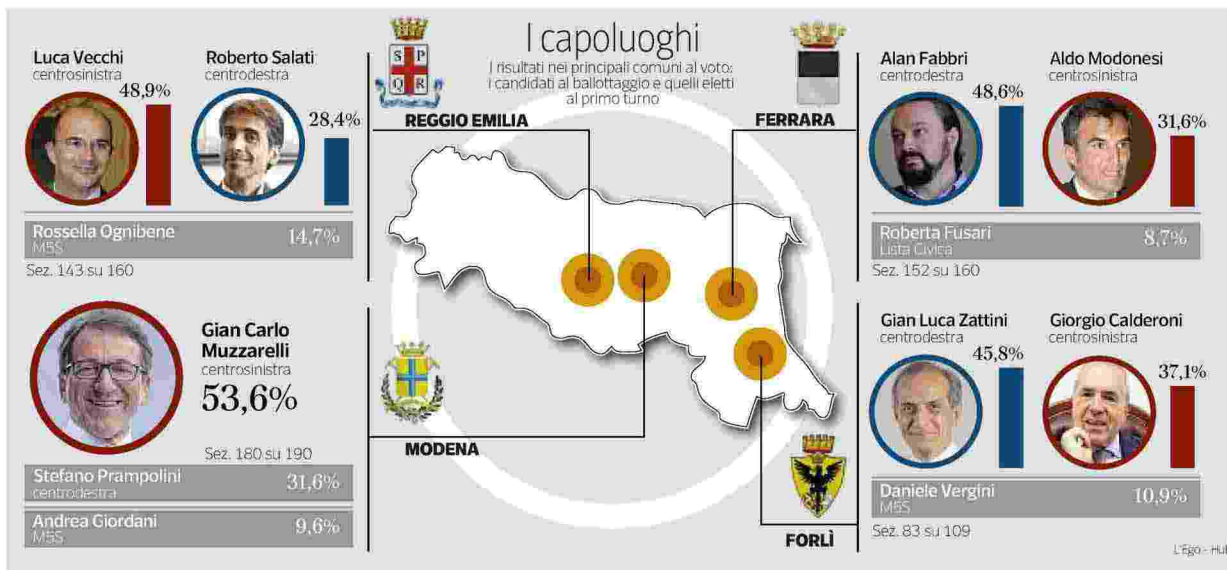 I capoluoghi
I risultati nei principali comuni al voto:
i candidati al ballottaggio e quelli eletti
al primo turno
S P
Q R
REGGIO EMILIA
Luca Vecchi
centrosinistra
48,9%
Roberto Salati
centrodestra
28,4%
Rossella Ognibene
M5S
14,7%
Sez. 143 su 160
FERRARA
Alan Fabbri
centrodestra
48,6%
Aldo Modonesi
centrosinistra
31,6%
Roberta Fusari
Lista Civica
8,7%
Sez. 152 su 160
MODENA
Gian Carlo
Muzzarelli
centrosinistra
53,6%
Sez. 180 su 190
Stefano Prampolini
centrodestra
31,6%
Andrea Giordani
M5S
9,6%
FORLÌ
Gian Luca Zattini
centrodestra
45,8%
Giorgio Calderoni
centrosinistra
37,1%
Daniele Vergini
M5S
10,9%
Sez. 83 su 109
L'Ego - Hub